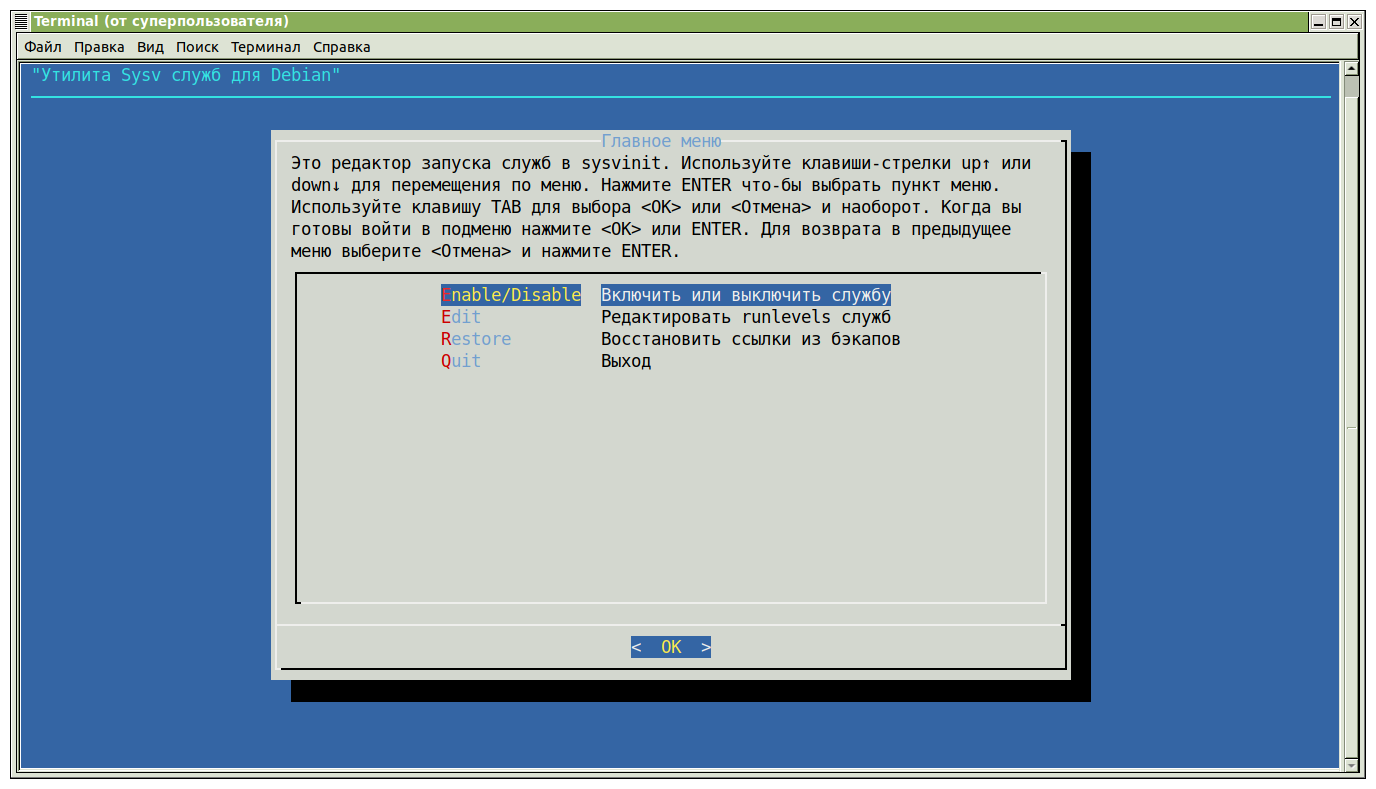 Terminal (от суперпользователя)
Файл Правка Вид Поиск Терминал Справка
"Утилита Sysv служб для Debian"
Главное меню
Это редактор запуска служб в sysvinit. Используйте клавиши-стрелки up↑ или
down↓ для перемещения по меню. Нажмите ENTER что-бы выбрать пункт меню.
Используйте клавишу TAB для выбора <OK> или <Отмена> и наоборот. Когда вы
готовы войти в подменю нажмите <OK> или ENTER. Для возврата в предыдущее
меню выберите <Отмена> и нажмите ENTER.
Enable/Disable Включить или выключить службу
Edit Редактировать runlevels служб
Restore Восстановить ссылки из бэкапов
Quit Выход
< OK >